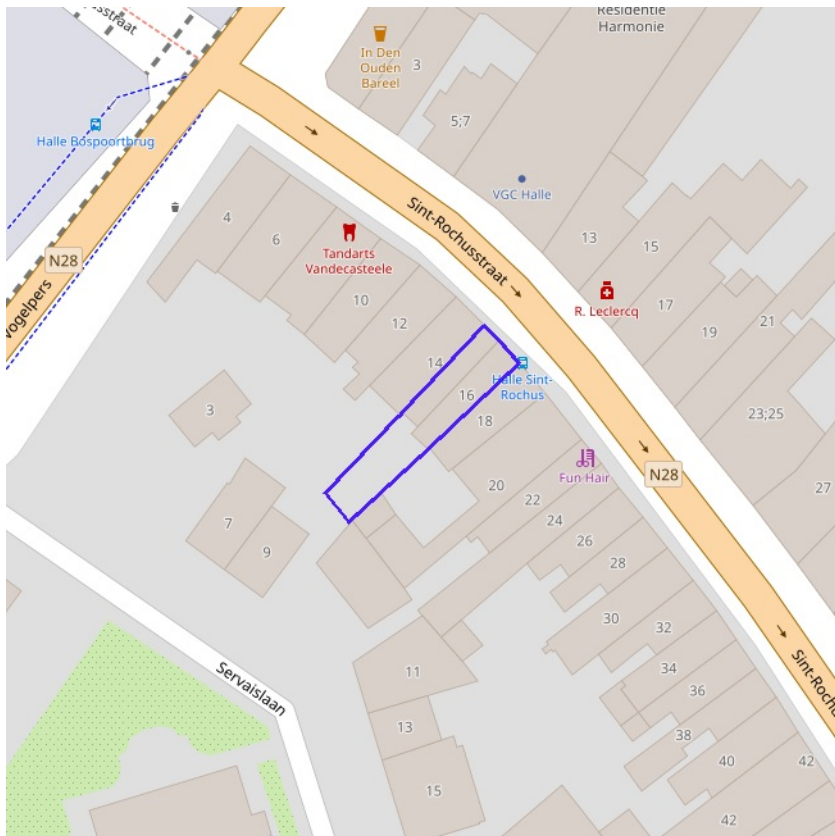 Residentie
Harmonie
In Den
Ouden
Bareel
3
5;7
Halle Bospoortbrug
VGC Halle
4
6
Tandarts
Vandecasteele
Sint-Rochusstraat
13
15
N28
10
R. Leclercq
17
12
19
21
14
Halle Sint-
Rochus
16
3
18
23;25
Fun Hair
N28
20
27
22
7
24
9
26
28
30
32
11
34
Servaislaan
36
13
38
40
42
15
42